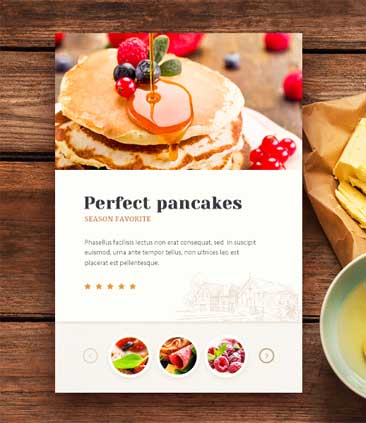 Perfect pancakes
SEASON FAVORITE
Phasellus facilisis lectus non erat consequat, sed in suscipit
euismod, urna ante tempor tellus, non ultrices leo est
placerat est pellentesque.